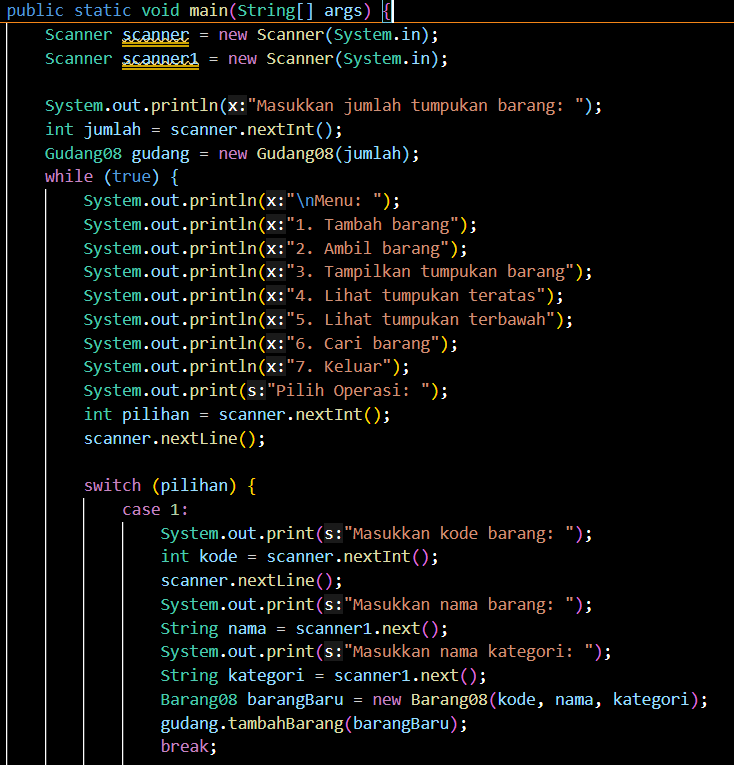 public static void main(String[] args) {
    Scanner scanner = new Scanner(System.in);
    Scanner scanner1 = new Scanner(System.in);
    System.out.println(x:"Masukkan jumlah tumpukan barang: ");
    int jumlah = scanner.nextInt();
    Gudang08 gudang = new Gudang08(jumlah);
    while (true) {
        System.out.println(x:"\nMenu: ");
        System.out.println(x:"1. Tambah barang");
        System.out.println(x:"2. Ambil barang");
        System.out.println(x:"3. Tampilkan tumpukan barang");
        System.out.println(x:"4. Lihat tumpukan teratas");
        System.out.println(x:"5. Lihat tumpukan terbawah");
        System.out.println(x:"6. Cari barang");
        System.out.println(x:"7. Keluar");
        System.out.print(s:"Pilih Operasi: ");
        int pilihan = scanner.nextInt();
        scanner.nextLine();
        switch (pilihan) {
            case 1:
                System.out.print(s:"Masukkan kode barang: ");
                int kode = scanner.nextInt();
                scanner.nextLine();
                System.out.print(s:"Masukkan nama barang: ");
                String nama = scanner1.next();
                System.out.print(s:"Masukkan nama kategori: ");
                String kategori = scanner1.next();
                Barang08 barangBaru = new Barang08(kode, nama, kategori);
                gudang.tambahBarang(barangBaru);
                break;